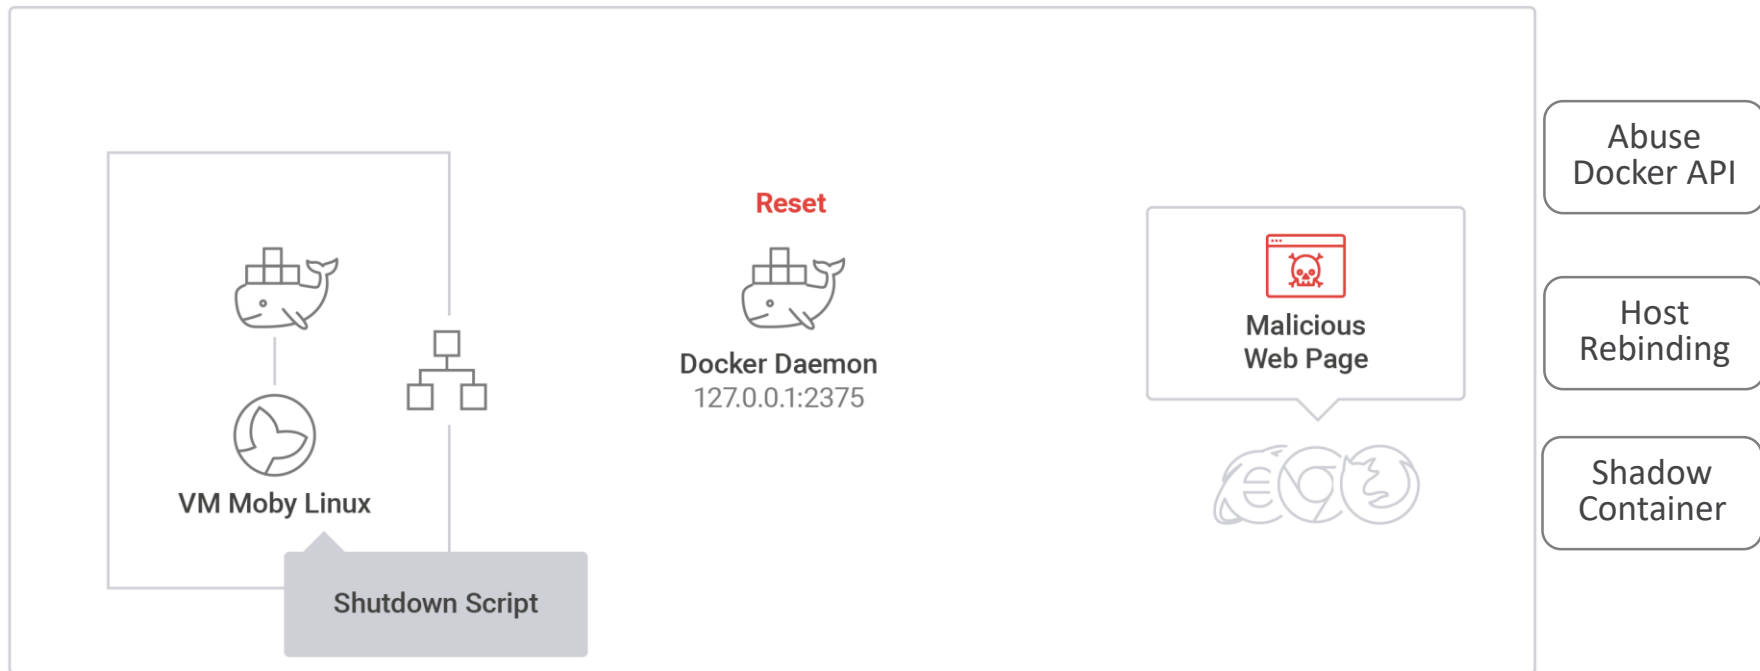 Reset
Docker Daemon
127.0.0.1:2375
VM Moby Linux
Shutdown Script
Malicious
Web Page
Abuse
Docker API
Host
Rebinding
Shadow
Container